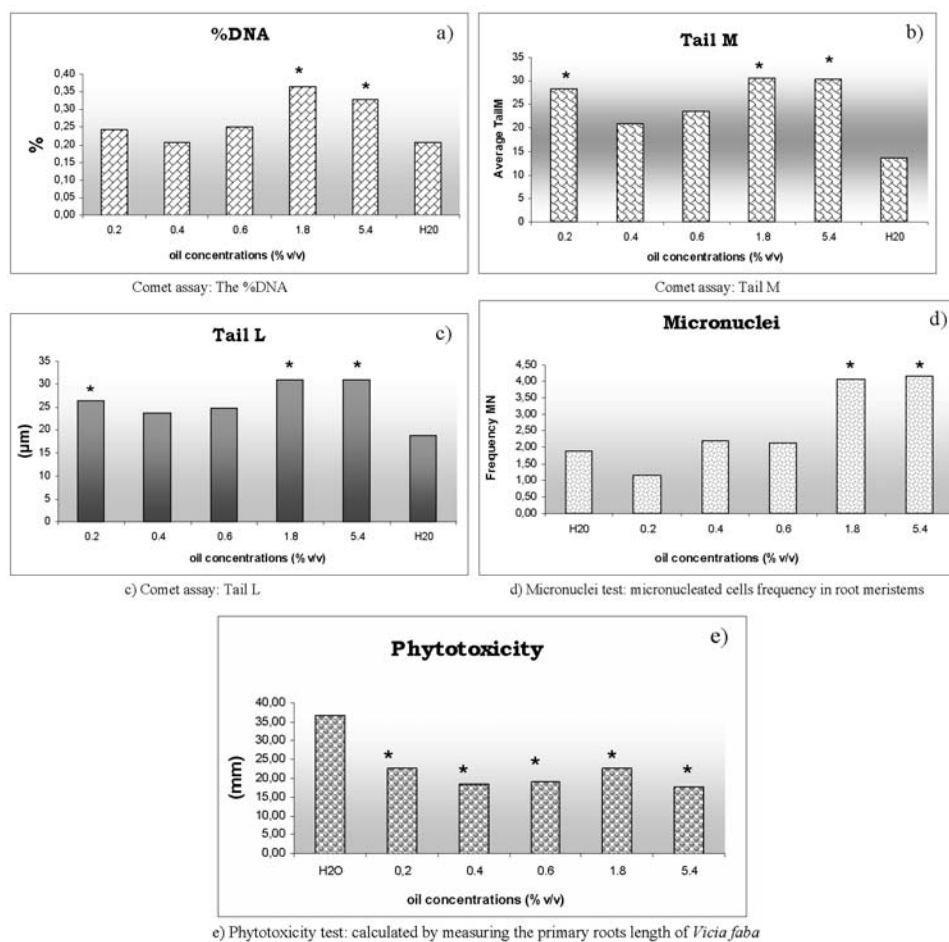 %DNA
a)
%
0,40
0,35
0,30
0,25
0,20
0,15
0,10
0,05
0,00
* *
0.2 0.4 0.6 1.8 5.4 H20
oil concentrations (% v/v)
Comet assay: The %DNA
Tail M
b)
Average TailM
35
30
25
20
15
10
5
0
* * *
0.2 0.4 0.6 1.8 5.4 H20
oil concentrations (% v/v)
Comet assay: Tail M
Tail L
c)
(µm)
35
30
25
20
15
10
5
0
* * *
0.2 0.4 0.6 1.8 5.4 H20
oil concentrations (% v/v)
c) Comet assay: Tail L
Micronuclei
d)
Frequency MN
4,50
4,00
3,50
3,00
2,50
2,00
1,50
1,00
0,50
0,00
* *
H20 0.2 0.4 0.6 1.8 5.4
oil concentrations (% v/v)
d) Micronuclei test: micronucleated cells frequency in root meristems
Phytotoxicity
e)
(mm)
40,00
35,00
30,00
25,00
20,00
15,00
10,00
5,00
0,00
* * * * *
H2O 0,2 0.4 0.6 1.8 5.4
oil concentrations (% v/v)
e) Phytotoxicity test: calculated by measuring the primary roots length of Vicia faba